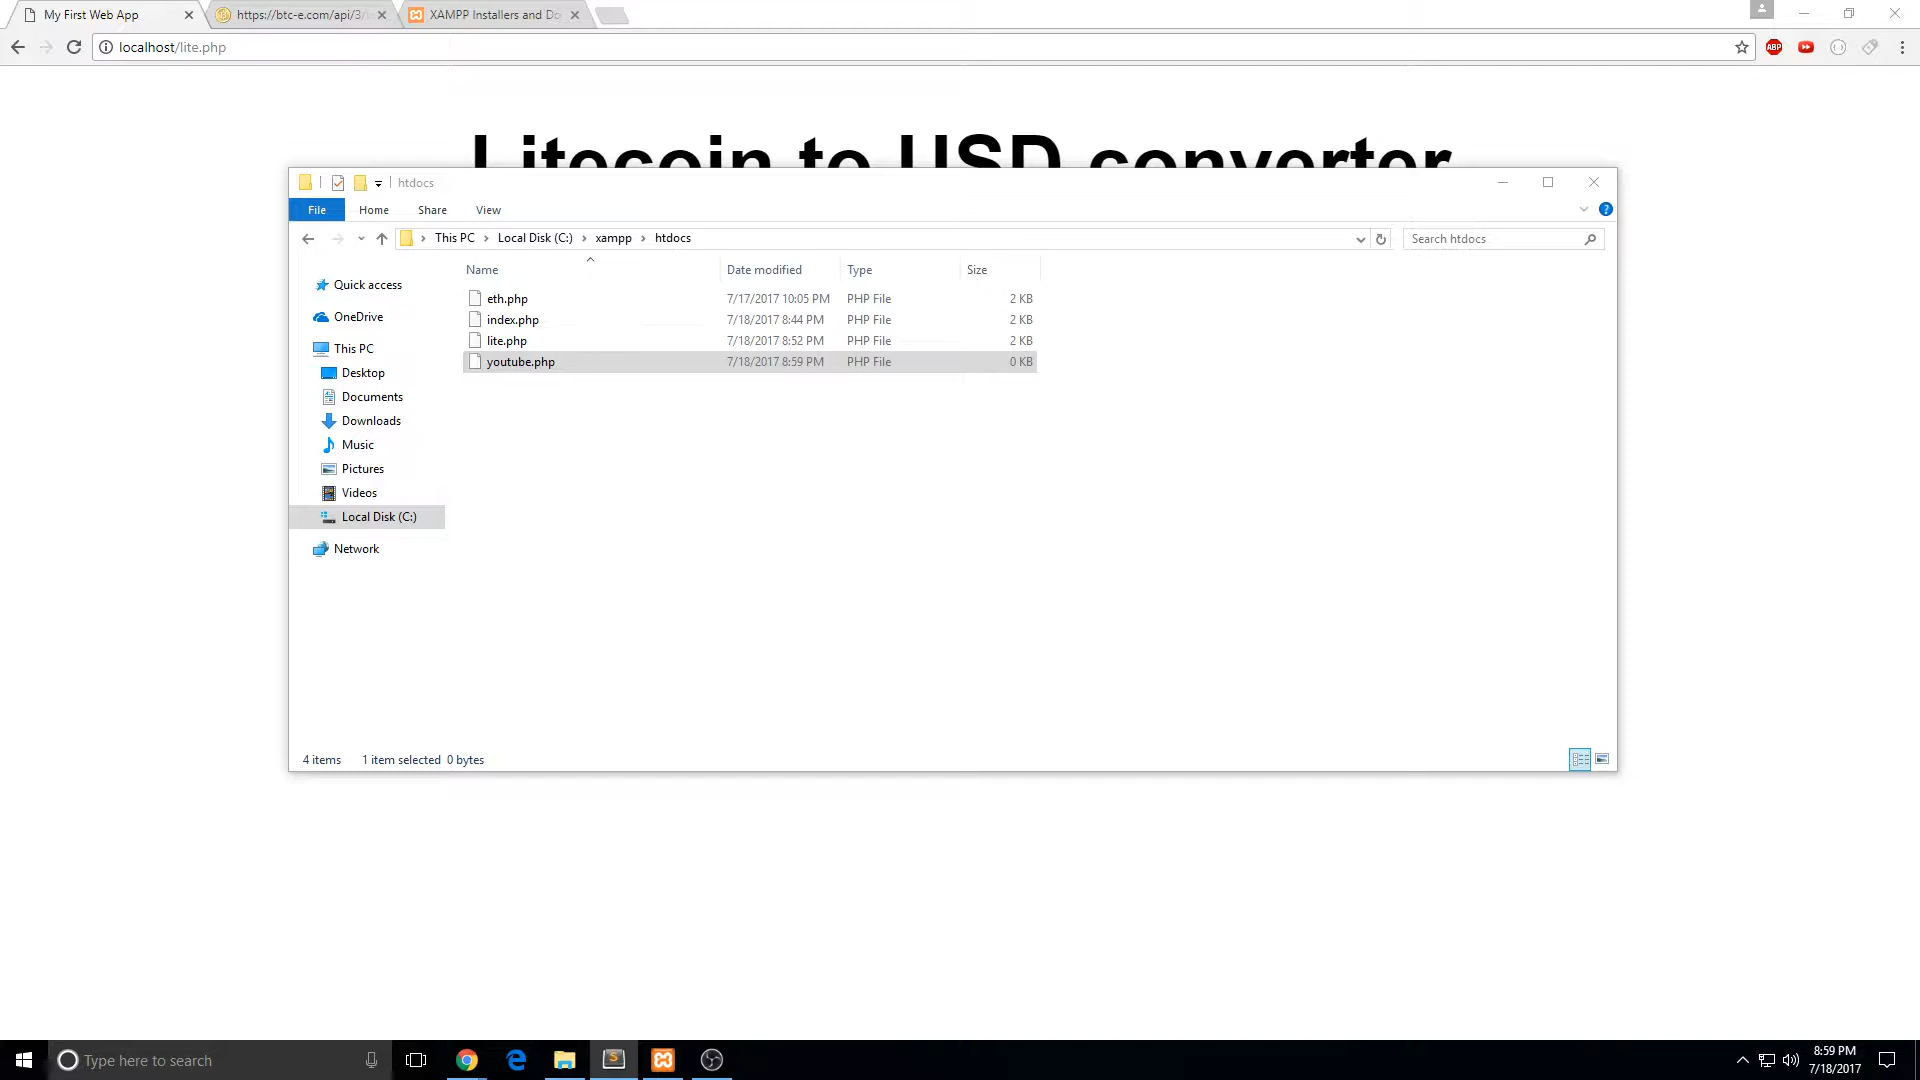 My First Web App
https://btc-e.com/api/3/
XAMPP Installers and Do
localhost/lite.php
ABP
Litecoin to USD converter
htdocs
File Home Share View
This PC Local Disk (C:) xampp htdocs
Search htdocs
Name Date modified Type Size
Quick access
OneDrive
This PC
Desktop
Documents
Downloads
Music
Pictures
Videos
Local Disk (C:)
Network
eth.php 7/17/2017 10:05 PM PHP File 2 KB
index.php 7/18/2017 8:44 PM PHP File 2 KB
lite.php 7/18/2017 8:52 PM PHP File 2 KB
youtube.php 7/18/2017 8:59 PM PHP File 0 KB
4 items 1 item selected 0 bytes
Type here to search
8:59 PM
7/18/2017